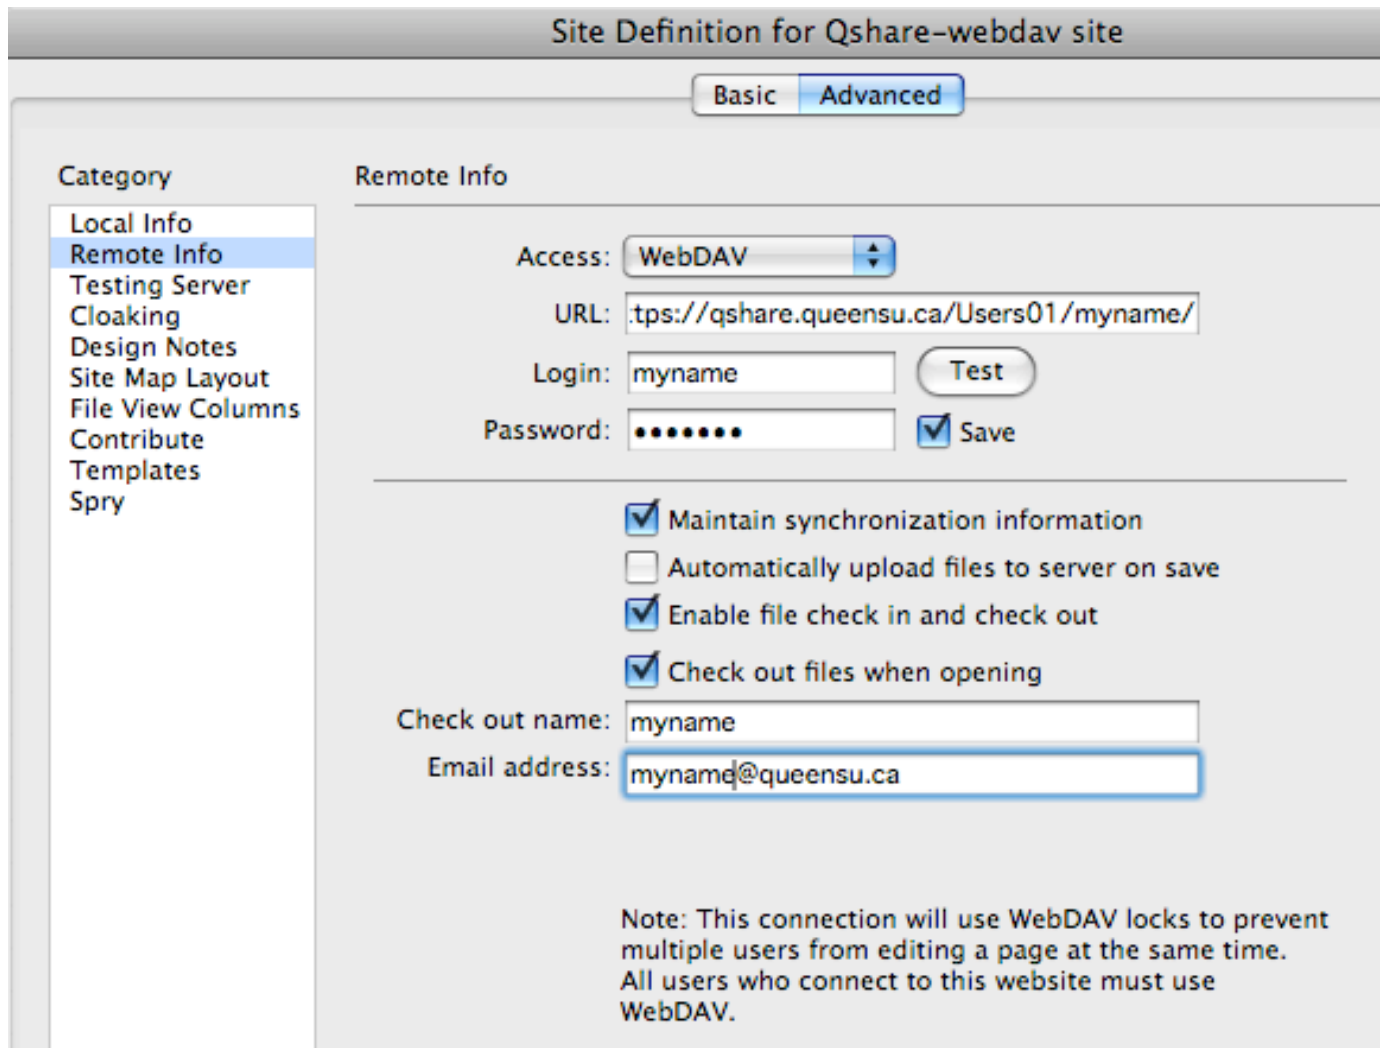 Site Definition for Qshare-webdav site
Basic Advanced
Category
Local Info
Remote Info
Testing Server
Cloaking
Design Notes
Site Map Layout
File View Columns
Contribute
Templates
Spry
Remote Info
Access: WebDAV
URL: :tps://qshare.queensu.ca/Users01/myname/
Login: myname Test
Password: ••••••• Save
Maintain synchronization information
Automatically upload files to server on save
Enable file check in and check out
Check out files when opening
Check out name: myname
Email address: myname@queensu.ca
Note: This connection will use WebDAV locks to prevent
multiple users from editing a page at the same time.
All users who connect to this website must use
WebDAV.